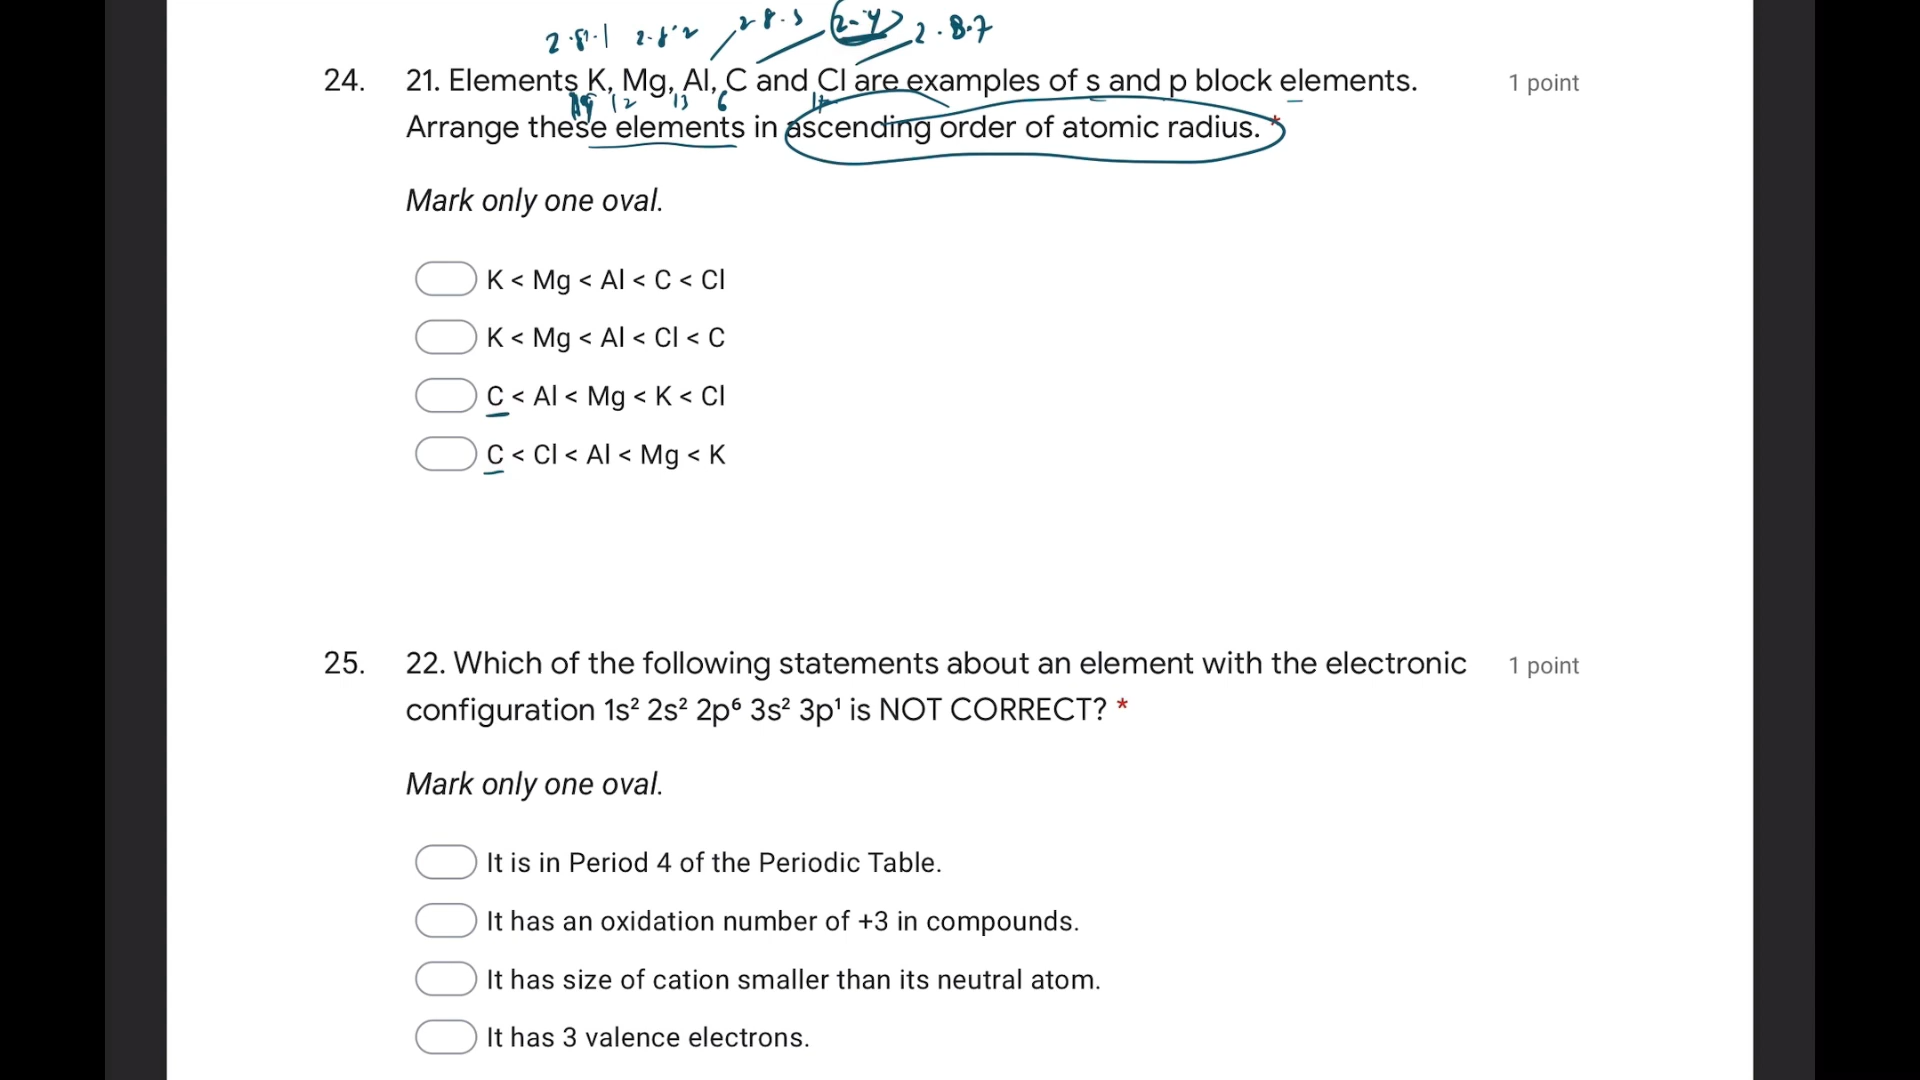 2.8.1 2.8.2 2.8.3 2-4 2.8.7
24. 21. Elements K, Mg, Al, C and Cl are examples of s and p block elements. 1 point
19 12 13 6 17
Arrange these elements in ascending order of atomic radius. *
Mark only one oval.
K < Mg < Al < C < Cl
K < Mg < Al < Cl < C
C < Al < Mg < K < Cl
C < Cl < Al < Mg < K
25. 22. Which of the following statements about an element with the electronic 1 point
configuration 1s² 2s² 2p⁶ 3s² 3p¹ is NOT CORRECT? *
Mark only one oval.
It is in Period 4 of the Periodic Table.
It has an oxidation number of +3 in compounds.
It has size of cation smaller than its neutral atom.
It has 3 valence electrons.